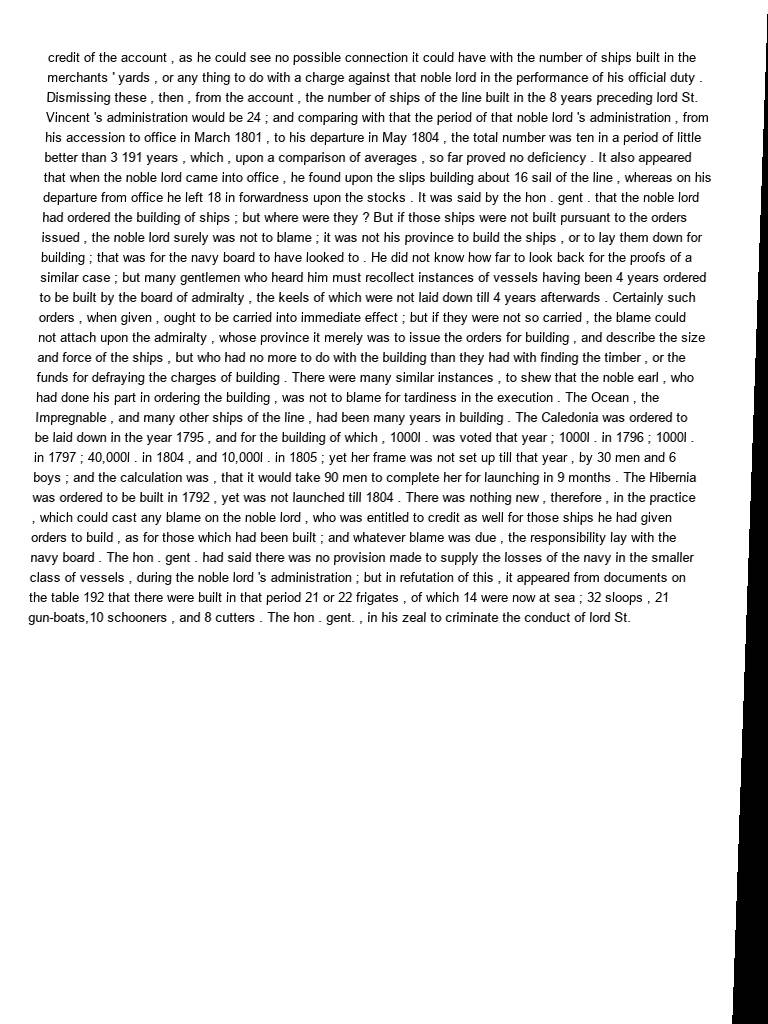 credit of the account , as he could see no possible connection it could have with the number of ships built in the
merchants ' yards , or any thing to do with a charge against that noble lord in the performance of his official duty .
Dismissing these , then , from the account , the number of ships of the line built in the 8 years preceding lord St.
Vincent 's administration would be 24 ; and comparing with that the period of that noble lord 's administration , from
his accession to office in March 1801 , to his departure in May 1804 , the total number was ten in a period of little
better than 3 191 years , which , upon a comparison of averages , so far proved no deficiency . It also appeared
that when the noble lord came into office , he found upon the slips building about 16 sail of the line , whereas on his
departure from office he left 18 in forwardness upon the stocks . It was said by the hon . gent . that the noble lord
had ordered the building of ships ; but where were they ? But if those ships were not built pursuant to the orders
issued , the noble lord surely was not to blame ; it was not his province to build the ships , or to lay them down for
building ; that was for the navy board to have looked to . He did not know how far to look back for the proofs of a
similar case ; but many gentlemen who heard him must recollect instances of vessels having been 4 years ordered
to be built by the board of admiralty , the keels of which were not laid down till 4 years afterwards . Certainly such
orders , when given , ought to be carried into immediate effect ; but if they were not so carried , the blame could
not attach upon the admiralty , whose province it merely was to issue the orders for building , and describe the size
and force of the ships , but who had no more to do with the building than they had with finding the timber , or the
funds for defraying the charges of building . There were many similar instances , to shew that the noble earl , who
had done his part in ordering the building , was not to blame for tardiness in the execution . The Ocean , the
Impregnable , and many other ships of the line , had been many years in building . The Caledonia was ordered to
be laid down in the year 1795 , and for the building of which , 1000l . was voted that year ; 1000l . in 1796 ; 1000l .
in 1797 ; 40,000l . in 1804 , and 10,000l . in 1805 ; yet her frame was not set up till that year , by 30 men and 6
boys ; and the calculation was , that it would take 90 men to complete her for launching in 9 months . The Hibernia
was ordered to be built in 1792 , yet was not launched till 1804 . There was nothing new , therefore , in the practice
, which could cast any blame on the noble lord , who was entitled to credit as well for those ships he had given
orders to build , as for those which had been built ; and whatever blame was due , the responsibility lay with the
navy board . The hon . gent . had said there was no provision made to supply the losses of the navy in the smaller
class of vessels , during the noble lord 's administration ; but in refutation of this , it appeared from documents on
the table 192 that there were built in that period 21 or 22 frigates , of which 14 were now at sea ; 32 sloops , 21
gun-boats,10 schooners , and 8 cutters . The hon . gent. , in his zeal to criminate the conduct of lord St.